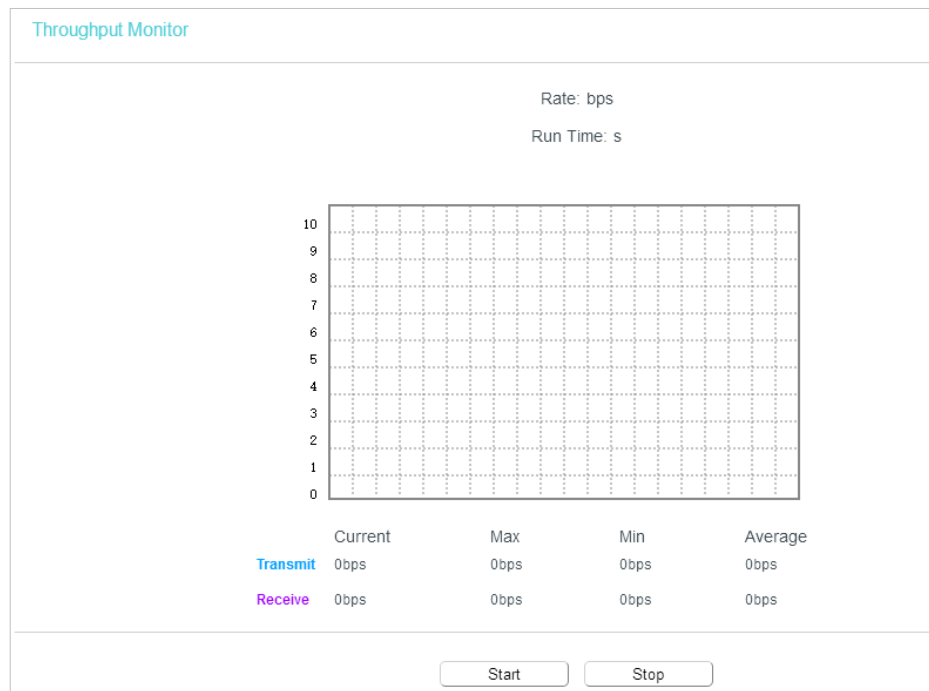 Throughput Monitor
Rate: bps
Run Time: s
10
9
8
7
6
5
4
3
2
1
0
Current Max Min Average
Transmit 0bps 0bps 0bps 0bps
Receive 0bps 0bps 0bps 0bps
Start Stop